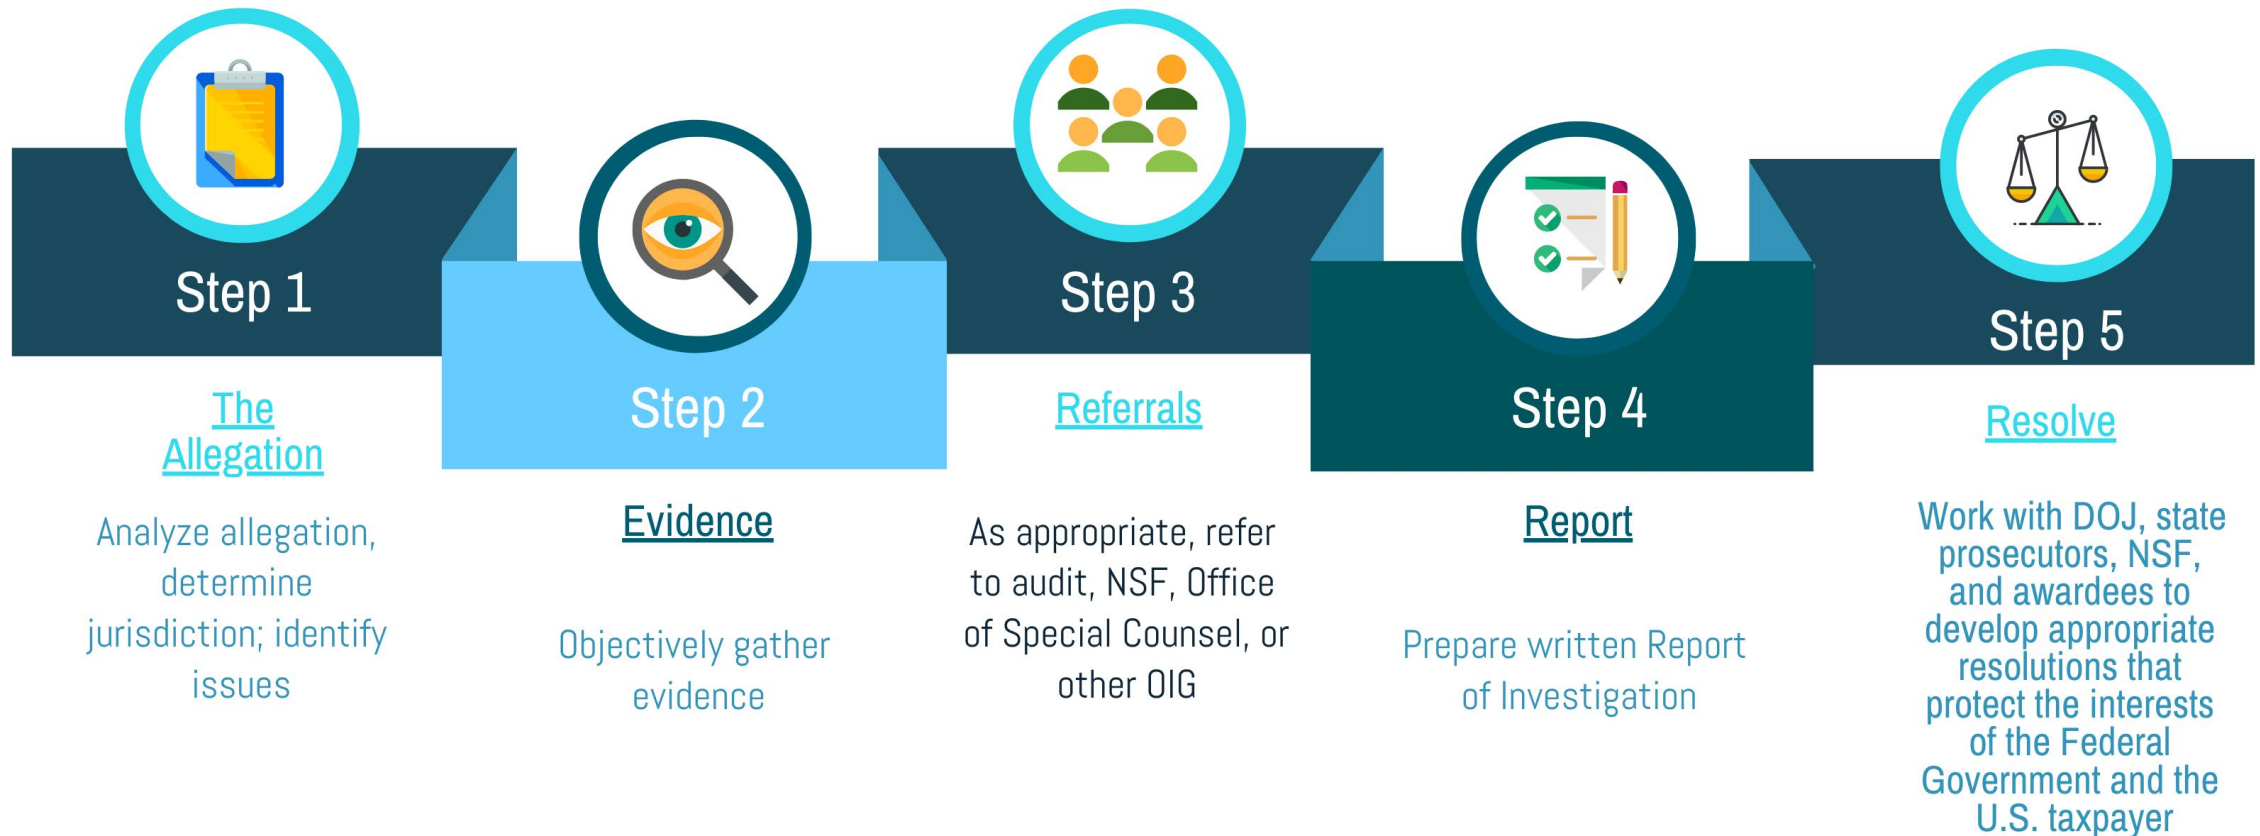 Step 1
The
Allegation
Analyze allegation,
determine
jurisdiction; identify
issues
Step 2
Evidence
Objectively gather
evidence
Step 3
Referrals
As appropriate, refer
to audit, NSF, Office
of Special Counsel, or
other OIG
Step 4
Report
Prepare written Report
of Investigation
Step 5
Resolve
Work with DOJ, state
prosecutors, NSF,
and awardees to
develop appropriate
resolutions that
protect the interests
of the Federal
Government and the
U.S. taxpayer